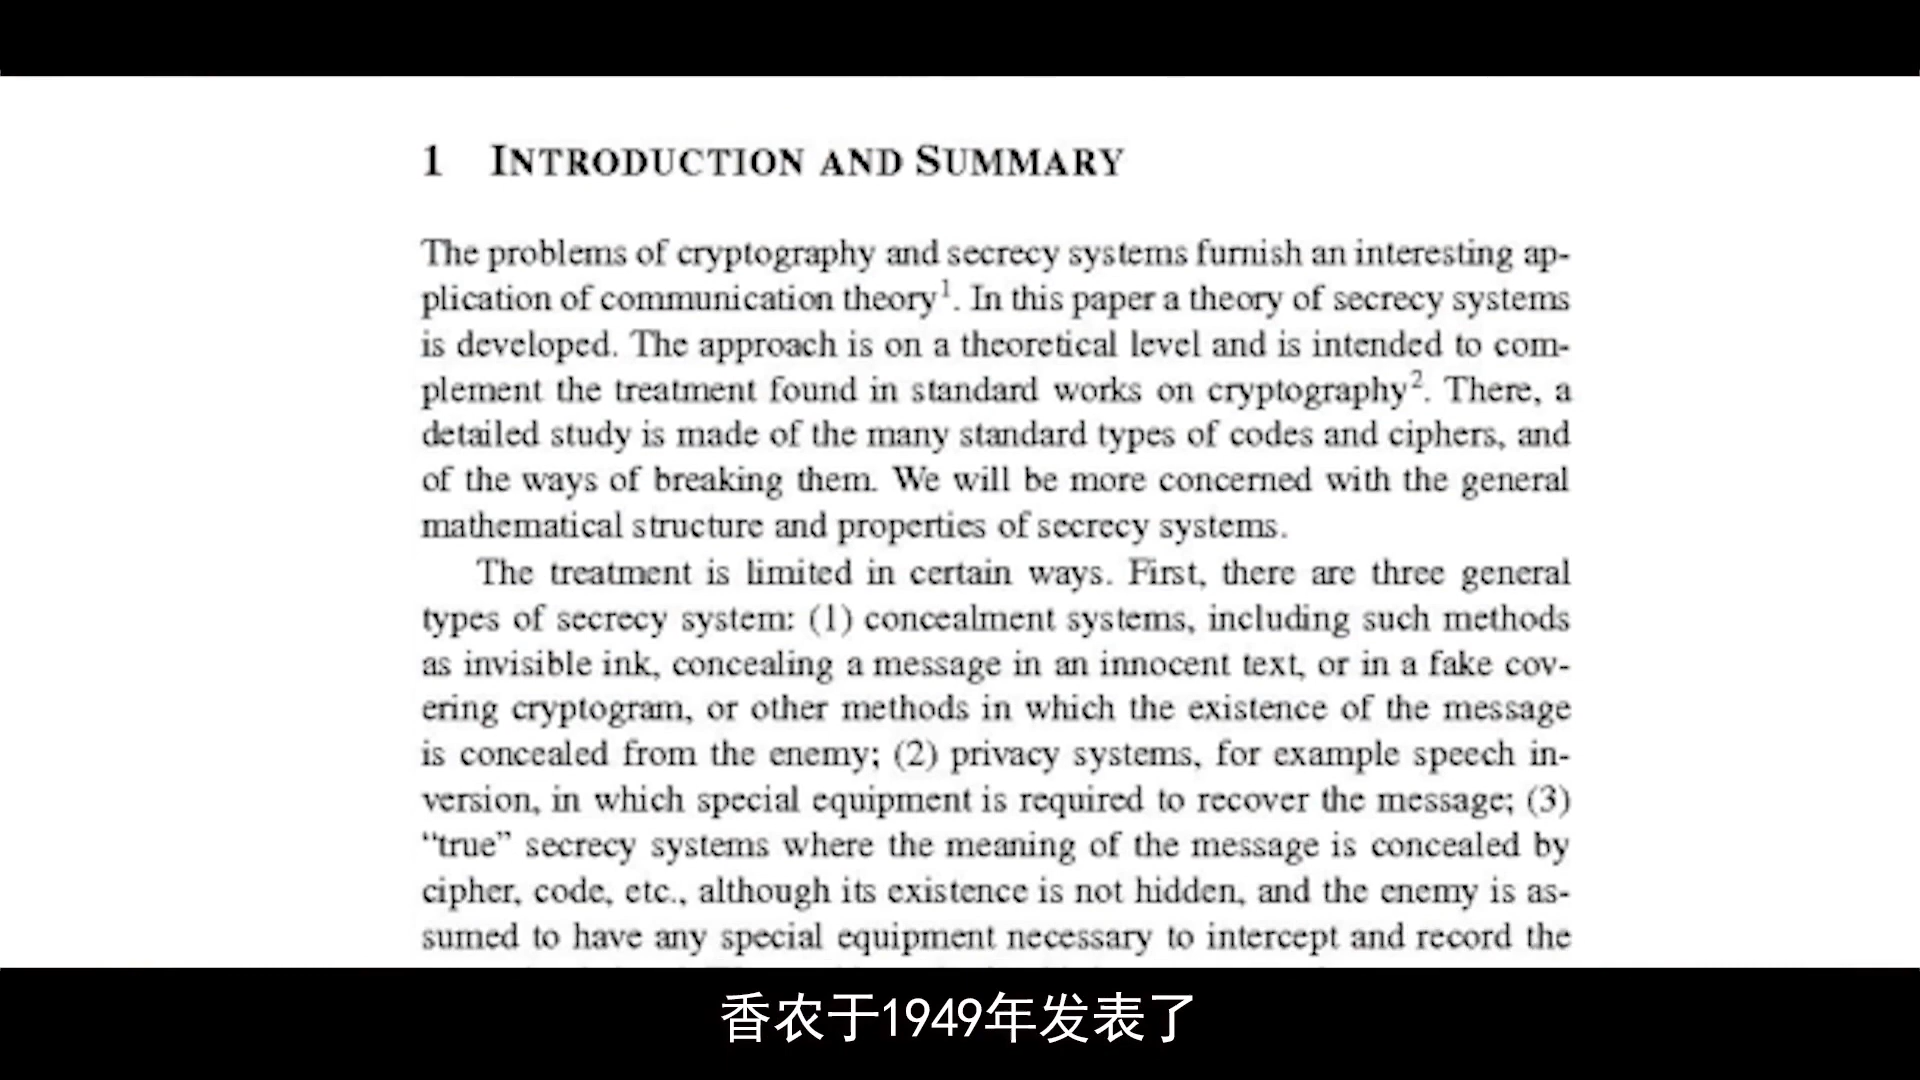 1 INTRODUCTION AND SUMMARY
The problems of cryptography and secrecy systems furnish an interesting ap-
plication of communication theory1. In this paper a theory of secrecy systems
is developed. The approach is on a theoretical level and is intended to com-
plement the treatment found in standard works on cryptography2. There, a
detailed study is made of the many standard types of codes and ciphers, and
of the ways of breaking them. We will be more concerned with the general
mathematical structure and properties of secrecy systems.
The treatment is limited in certain ways. First, there are three general
types of secrecy system: (1) concealment systems, including such methods
as invisible ink, concealing a message in an innocent text, or in a fake cov-
ering cryptogram, or other methods in which the existence of the message
is concealed from the enemy; (2) privacy systems, for example speech in-
version, in which special equipment is required to recover the message; (3)
“true” secrecy systems where the meaning of the message is concealed by
cipher, code, etc., although its existence is not hidden, and the enemy is as-
sumed to have any special equipment necessary to intercept and record the
香农于1949年发表了